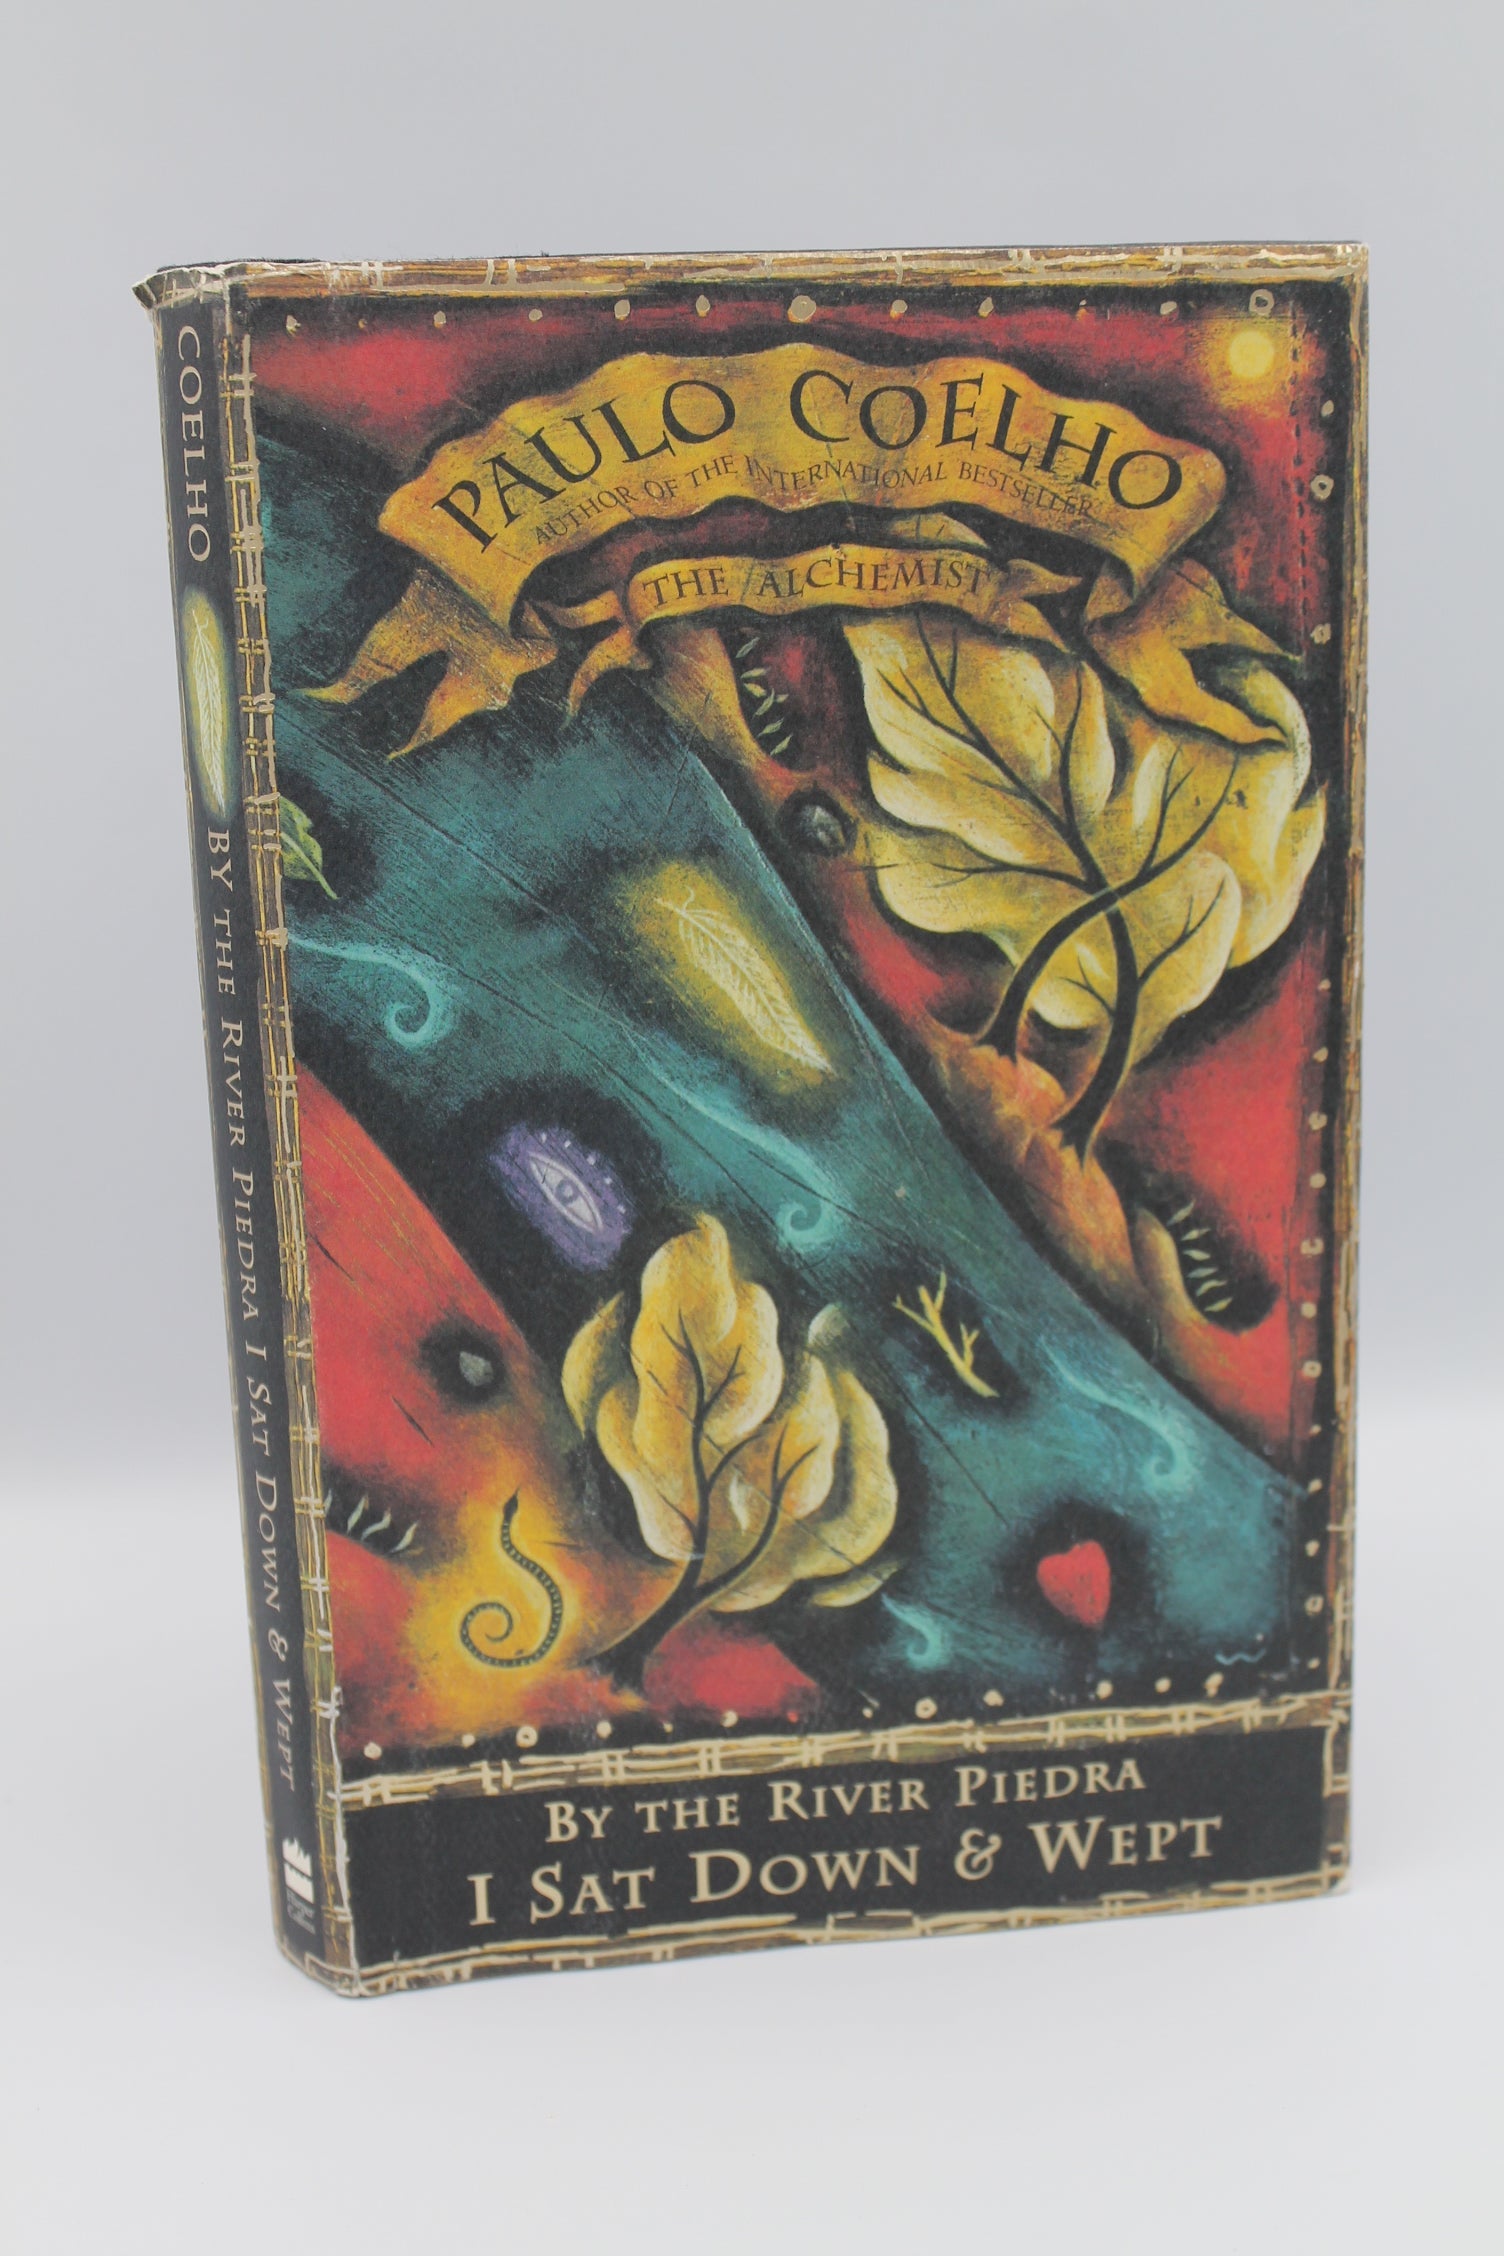 PAULO COELHO
AUTHOR OF THE INTERNATIONAL BESTSELLER
THE ALCHEMIST
BY THE RIVER PIEDRA
I SAT DOWN & WEPT
COELHO
BY THE RIVER PIEDRA I SAT DOWN & WEPT